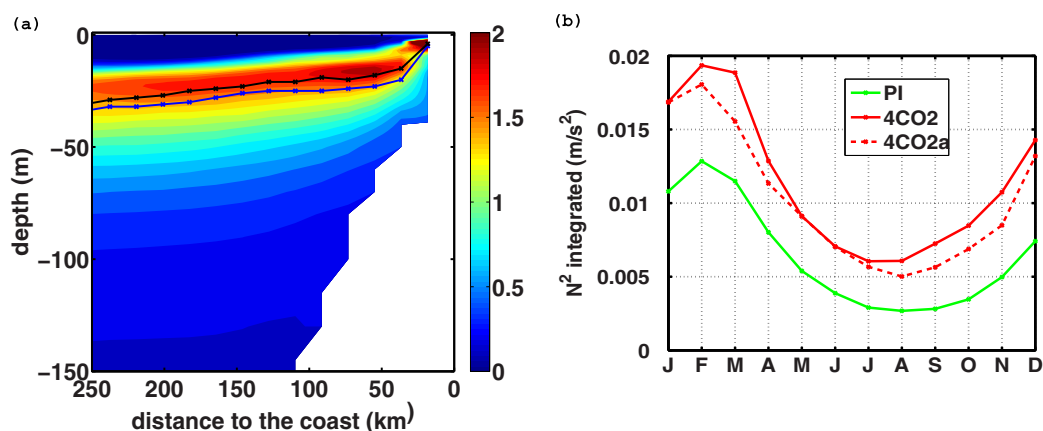 (a)
0
−50
−100
−150
depth (m)
250 200 150 100 50 0
distance to the coast (km)
2
1.5
1
0.5
0
(b)
0.02
0.015
0.01
0.005
0
N² integrated (m/s²)
PI
4CO2
4CO2a
J F M A M J J A S O N D